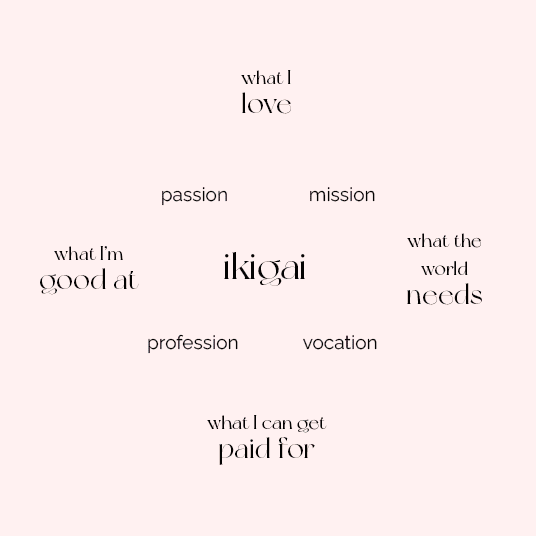 what I
love
passion
mission
what I'm
good at
ikigai
what the
world
needs
profession
vocation
what I can get
paid for